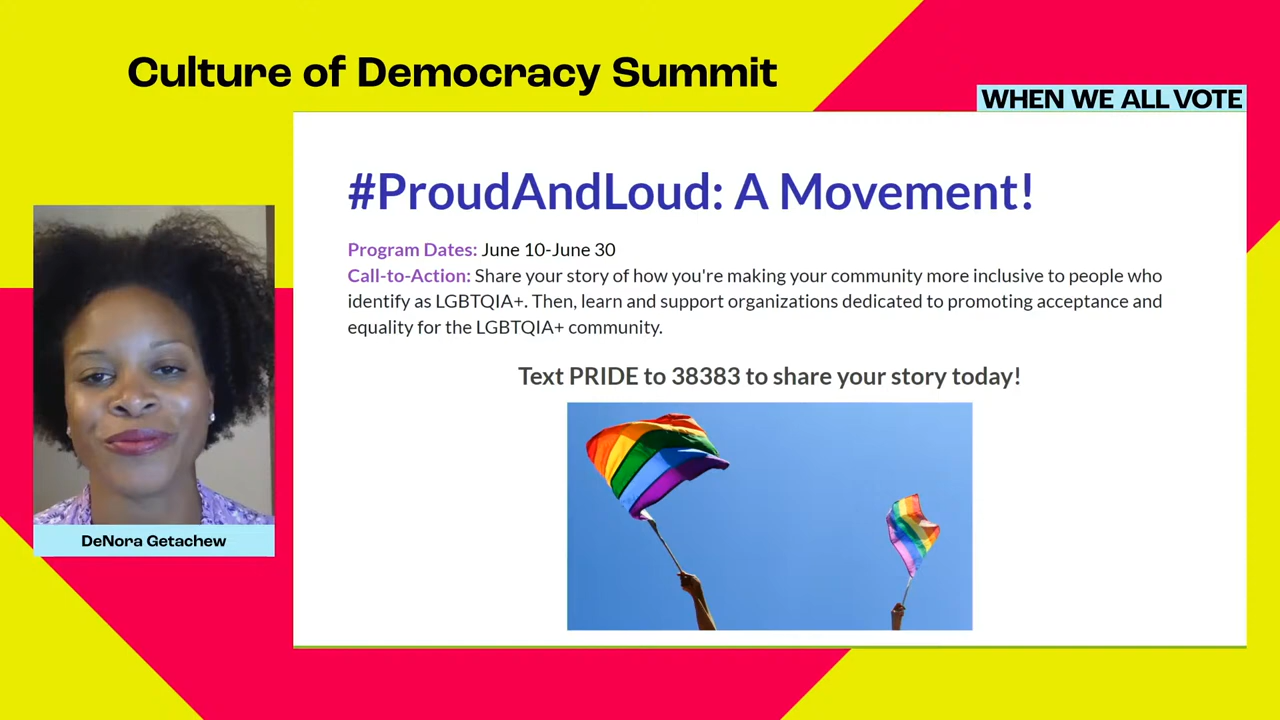 Culture of Democracy Summit
WHEN WE ALL VOTE
#ProudAndLoud: A Movement!
Program Dates: June 10-June 30
Call-to-Action: Share your story of how you're making your community more inclusive to people who
identify as LGBTQIA+. Then, learn and support organizations dedicated to promoting acceptance and
equality for the LGBTQIA+ community.
Text PRIDE to 38383 to share your story today!
DeNora Getachew